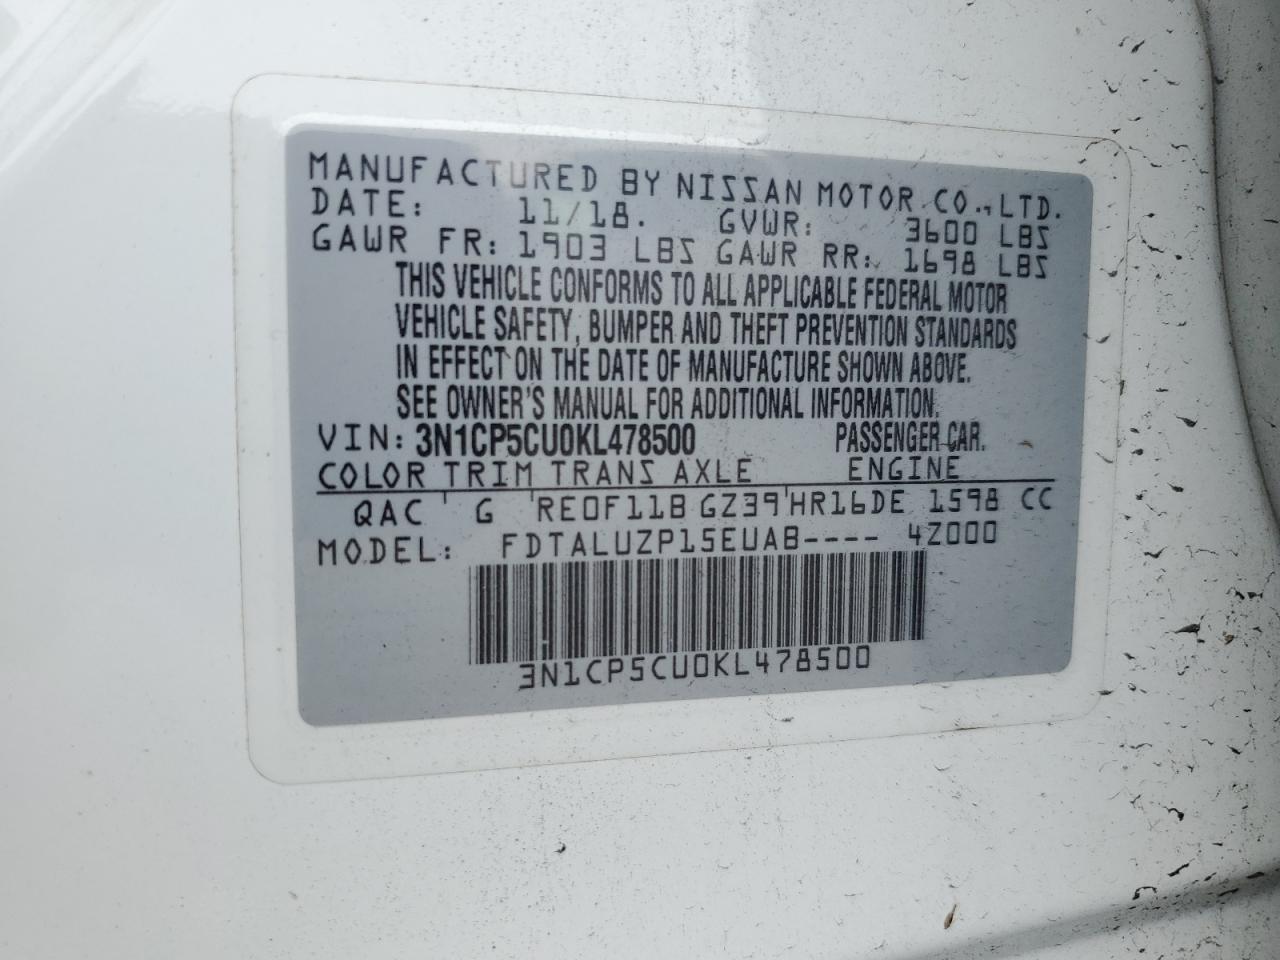 MANUFACTURED BY NISSAN MOTOR CO.,LTD.
DATE: 11/18. GVWR: 3600 LBS
GAWR FR: 1903 LBS GAWR RR: 1698 LBS
THIS VEHICLE CONFORMS TO ALL APPLICABLE FEDERAL MOTOR
VEHICLE SAFETY, BUMPER AND THEFT PREVENTION STANDARDS
IN EFFECT ON THE DATE OF MANUFACTURE SHOWN ABOVE.
SEE OWNER'S MANUAL FOR ADDITIONAL INFORMATION.
VIN: 3N1CP5CU0KL478500 PASSENGER CAR.
COLOR TRIM TRANS AXLE ENGINE
QAC G RE0F11B GZ39 HR16DE 1598 CC
MODEL: FDTALUZP15EUAB---- 4Z000
3N1CP5CU0KL478500